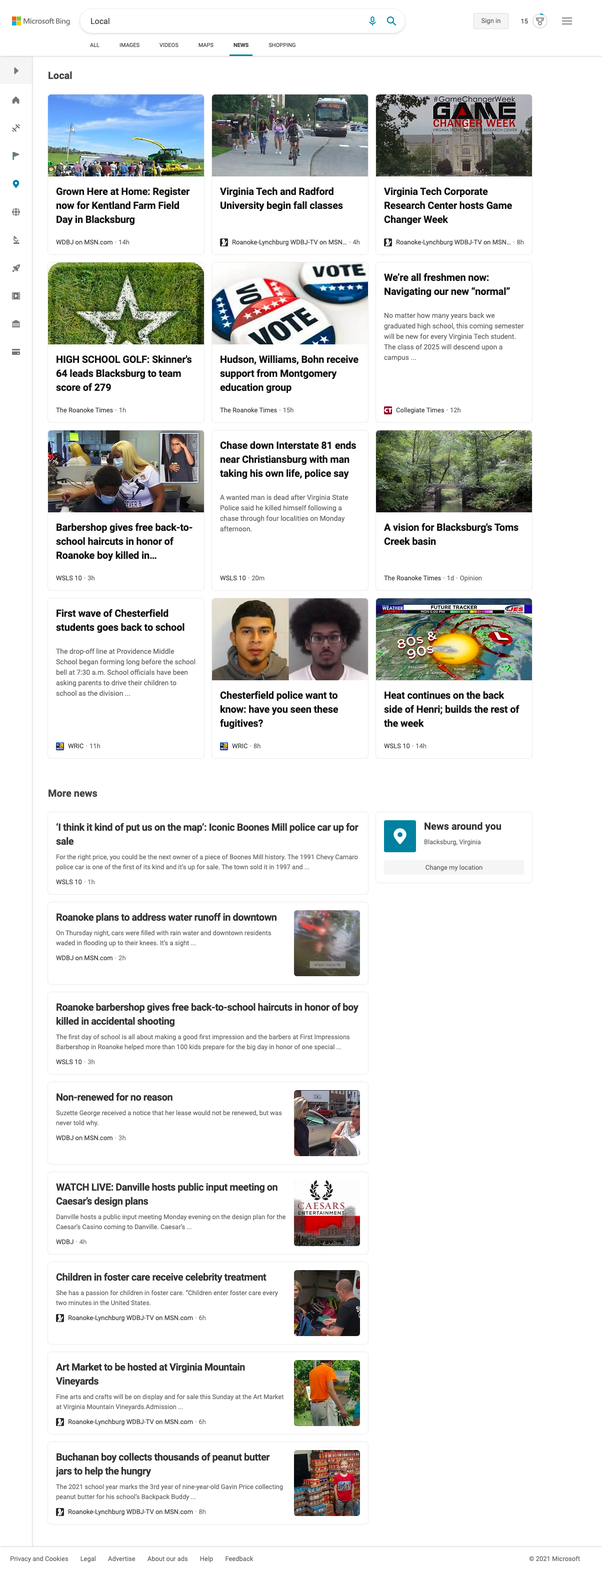 Microsoft Bing
Local
Sign in
15
ALL
IMAGES
VIDEOS
MAPS
NEWS
SHOPPING
Local
Grown Here at Home: Register
now for Kentland Farm Field
Day in Blacksburg
WDBJ on MSN.com · 14h
Virginia Tech and Radford
University begin fall classes
Roanoke-Lynchburg WDBJ-TV on MSN... · 4h
#GameChangerWeek
GAME
CHANGER WEEK
VIRGINIA TECH CORPORATE RESEARCH CENTER
Virginia Tech Corporate
Research Center hosts Game
Changer Week
Roanoke-Lynchburg WDBJ-TV on MSN... · 8h
HIGH SCHOOL GOLF: Skinner's
64 leads Blacksburg to team
score of 279
The Roanoke Times · 1h
VOTE
VO
VOTE
Hudson, Williams, Bohn receive
support from Montgomery
education group
The Roanoke Times · 15h
We're all freshmen now:
Navigating our new “normal”
No matter how many years back we
graduated high school, this coming semester
will be new for every Virginia Tech student.
The class of 2025 will descend upon a
campus ...
CT
Collegiate Times · 12h
Barbershop gives free back-to-
school haircuts in honor of
Roanoke boy killed in...
WSLS 10 · 3h
Chase down Interstate 81 ends
near Christiansburg with man
taking his own life, police say
A wanted man is dead after Virginia State
Police said he killed himself following a
chase through four localities on Monday
afternoon.
WSLS 10 · 20m
A vision for Blacksburg's Toms
Creek basin
The Roanoke Times · 1d · Opinion
First wave of Chesterfield
students goes back to school
The drop-off line at Providence Middle
School began forming long before the school
bell at 7:30 a.m. School officials have been
asking parents to drive their children to
school as the division ...
WRIC · 11h
Chesterfield police want to
know: have you seen these
fugitives?
WRIC · 8h
WEATHER
FUTURE TRACKER
80s &
90s
L
Heat continues on the back
side of Henri; builds the rest of
the week
WSLS 10 · 14h
More news
‘I think it kind of put us on the map’: Iconic Boones Mill police car up for
sale
For the right price, you could be the next owner of a piece of Boones Mill history. The 1991 Chevy Camaro
police car is one of the first of its kind and it's up for sale. The town sold it in 1997 and ...
WSLS 10 · 1h
News around you
Blacksburg, Virginia
Change my location
Roanoke plans to address water runoff in downtown
On Thursday night, cars were filled with rain water and downtown residents
waded in flooding up to their knees. It's a sight ...
WDBJ on MSN.com · 2h
Roanoke barbershop gives free back-to-school haircuts in honor of boy
killed in accidental shooting
The first day of school is all about making a good first impression and the barbers at First Impressions
Barbershop in Roanoke helped more than 100 kids prepare for the big day in honor of one special ...
WSLS 10 · 3h
Non-renewed for no reason
Suzette George received a notice that her lease would not be renewed, but was
never told why.
WDBJ on MSN.com · 3h
WATCH LIVE: Danville hosts public input meeting on
Caesar's design plans
Danville hosts a public input meeting Monday evening on the design plan for the
Caesar's Casino coming to Danville. Caesar's ...
WDBJ · 4h
CAESARS
ENTERTAINMENT
Children in foster care receive celebrity treatment
She has a passion for children in foster care. “Children enter foster care every
two minutes in the United States.
Roanoke-Lynchburg WDBJ-TV on MSN.com · 6h
Art Market to be hosted at Virginia Mountain
Vineyards
Fine arts and crafts will be on display and for sale this Sunday at the Art Market
at Virginia Mountain Vineyards.Admission ...
Roanoke-Lynchburg WDBJ-TV on MSN.com · 6h
Buchanan boy collects thousands of peanut butter
jars to help the hungry
The 2021 school year marks the 3rd year of nine-year-old Gavin Price collecting
peanut butter for his school's Backpack Buddy ...
Roanoke-Lynchburg WDBJ-TV on MSN.com · 8h
Privacy and Cookies
Legal
Advertise
About our ads
Help
Feedback
© 2021 Microsoft